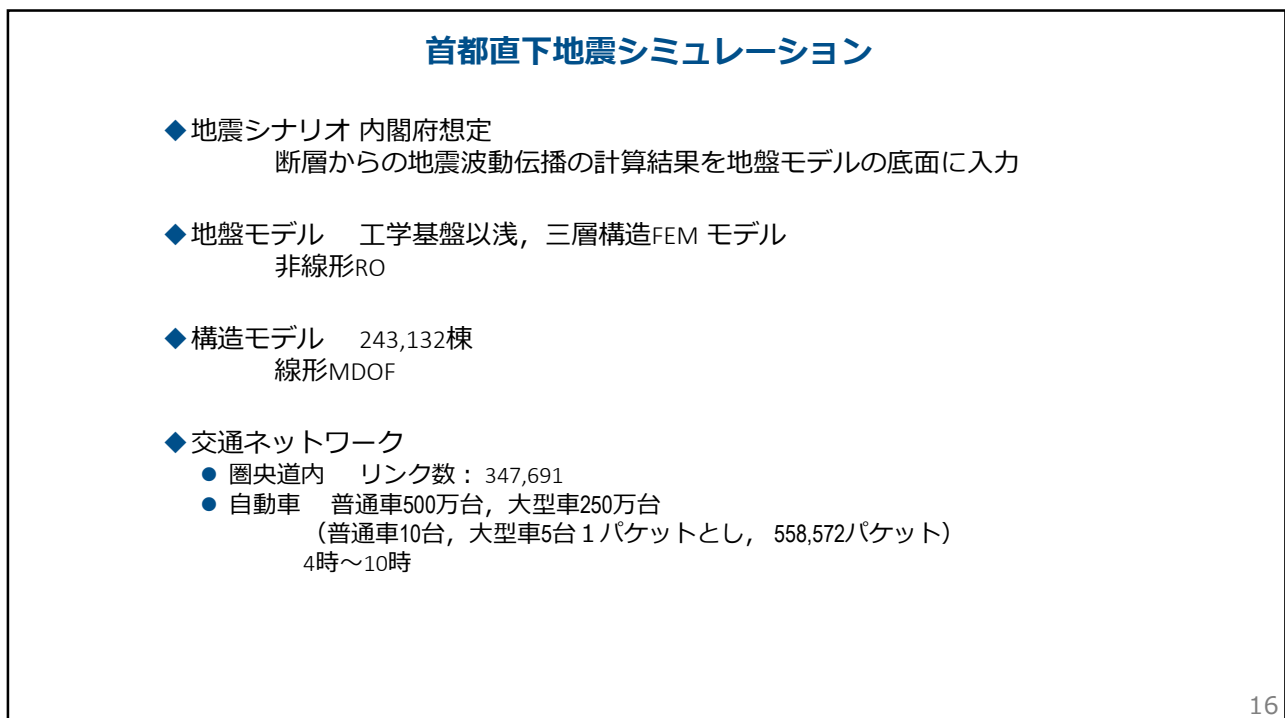 首都直下地震シミュレーション
◆地震シナリオ 内閣府想定
断層からの地震波動伝播の計算結果を地盤モデルの底面に入力
◆地盤モデル　工学基盤以浅，三層構造FEM モデル
非線形RO
◆構造モデル　243,132棟
線形MDOF
◆交通ネットワーク
● 圏央道内　リンク数： 347,691
● 自動車　普通車500万台，大型車250万台
（普通車10台，大型車5台１パケットとし， 558,572パケット）
4時～10時
16